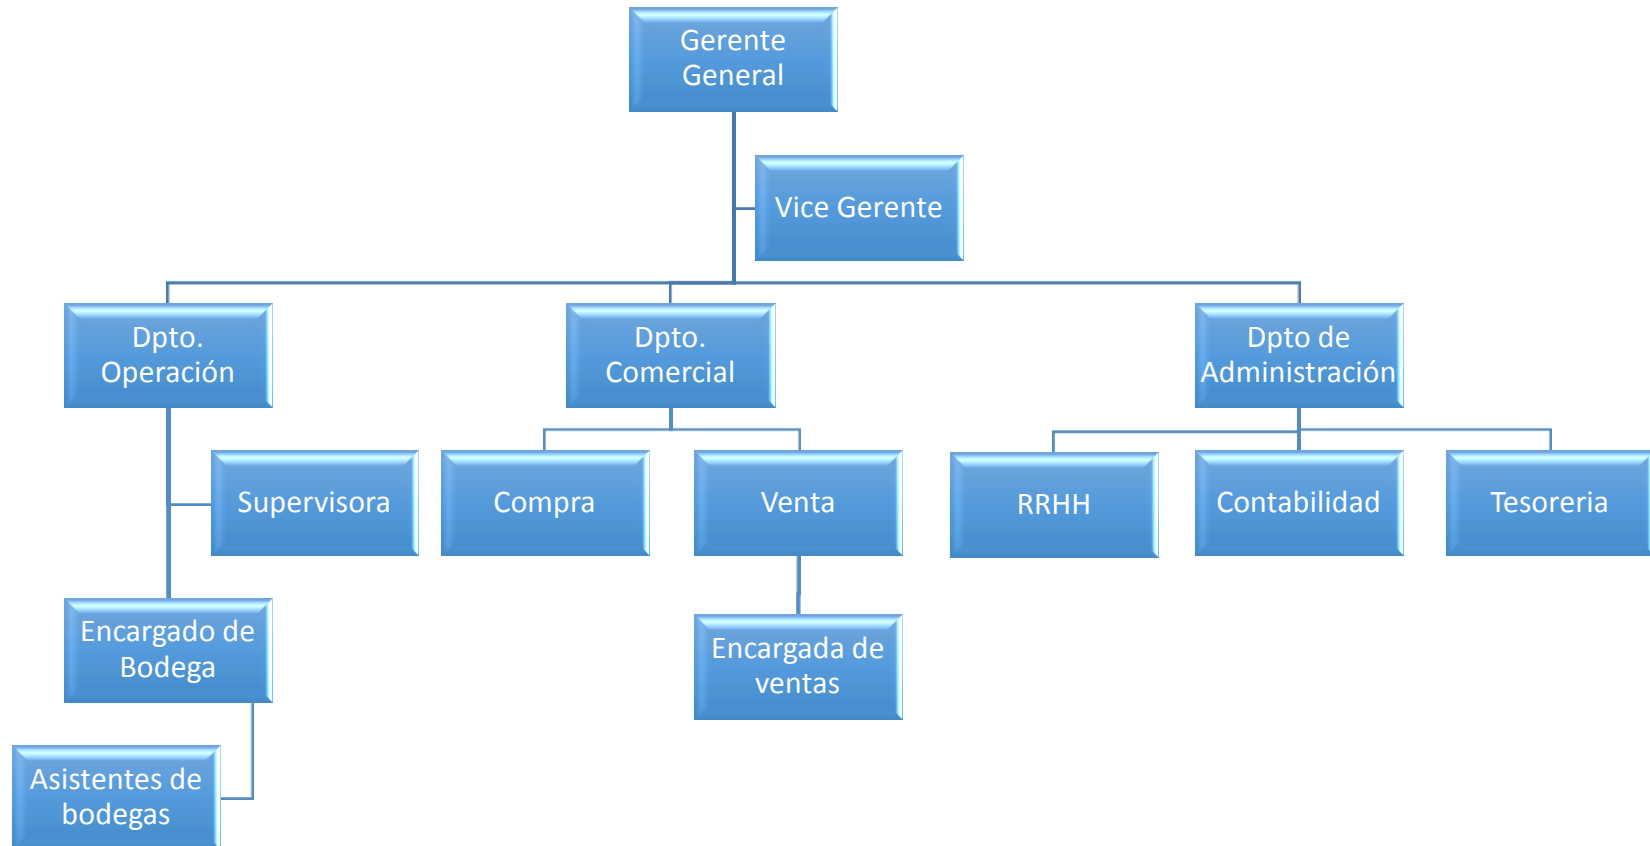 Gerente
General
Vice Gerente
Dpto.
Operación
Dpto.
Comercial
Dpto de
Administración
Supervisora
Compra
Venta
RRHH
Contabilidad
Tesoreria
Encargado de
Bodega
Encargada de
ventas
Asistentes de
bodegas